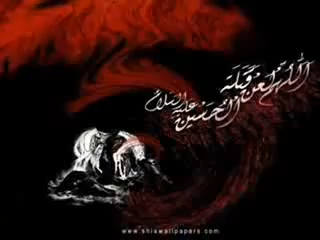 اللهم العن قتلة
الحسين عليه السلام
www.shiawallpapers.com